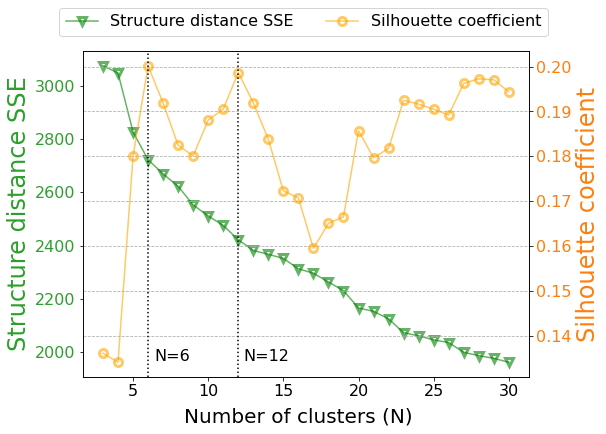 Structure distance SSE
Silhouette coefficient
Structure distance SSE
3000
2800
2600
2400
2200
2000
0.20
0.19
0.18
0.17
0.16
0.15
0.14
Silhouette coefficient
N=6
N=12
5
10
15
20
25
30
Number of clusters (N)